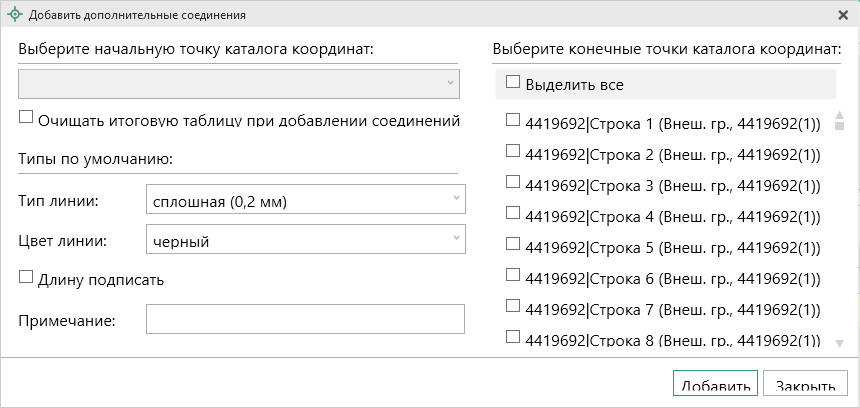 Добавить дополнительные соединения
Выберите начальную точку каталога координат:
Очищать итоговую таблицу при добавлении соединений
Типы по умолчанию:
Тип линии: сплошная (0,2 мм)
Цвет линии: черный
Длину подписать
Примечание:
Выберите конечные точки каталога координат:
Выделить все
4419692|Строка 1 (Внеш. гр., 4419692(1))
4419692|Строка 2 (Внеш. гр., 4419692(1))
4419692|Строка 3 (Внеш. гр., 4419692(1))
4419692|Строка 4 (Внеш. гр., 4419692(1))
4419692|Строка 5 (Внеш. гр., 4419692(1))
4419692|Строка 6 (Внеш. гр., 4419692(1))
4419692|Строка 7 (Внеш. гр., 4419692(1))
4419692|Строка 8 (Внеш. гр., 4419692(1))
Добавить Закрыть